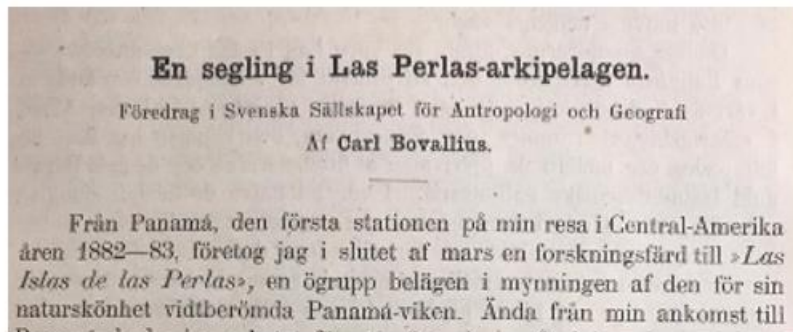 En segling i Las Perlas-arkipelagen.
Föredrag i Svenska Sällskapet för Antropologi och Geografi
Af Carl Bovallius.
Från Panamá, den första stationen på min resa i Central-Amerika
åren 1882—83, företog jag i slutet af mars en forskningsfärd till »Las
Islas de las Perlas», en ögrupp belägen i mynningen af den för sin
naturskönhet vidtberömda Panamá-viken. Ända från min ankomst till